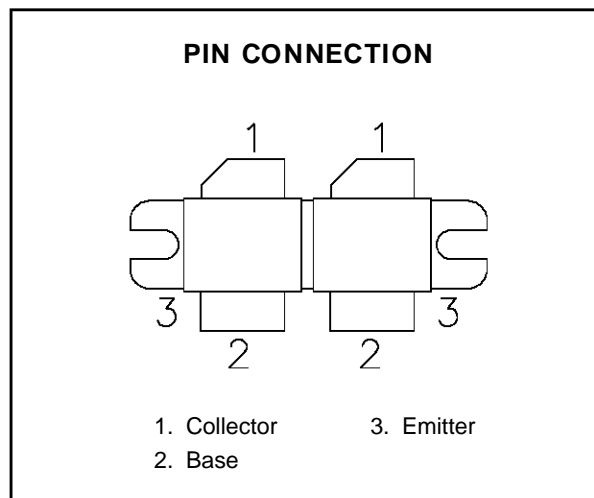 PIN CONNECTION
1 1
3 3
2 2
1. Collector 3. Emitter
2. Base